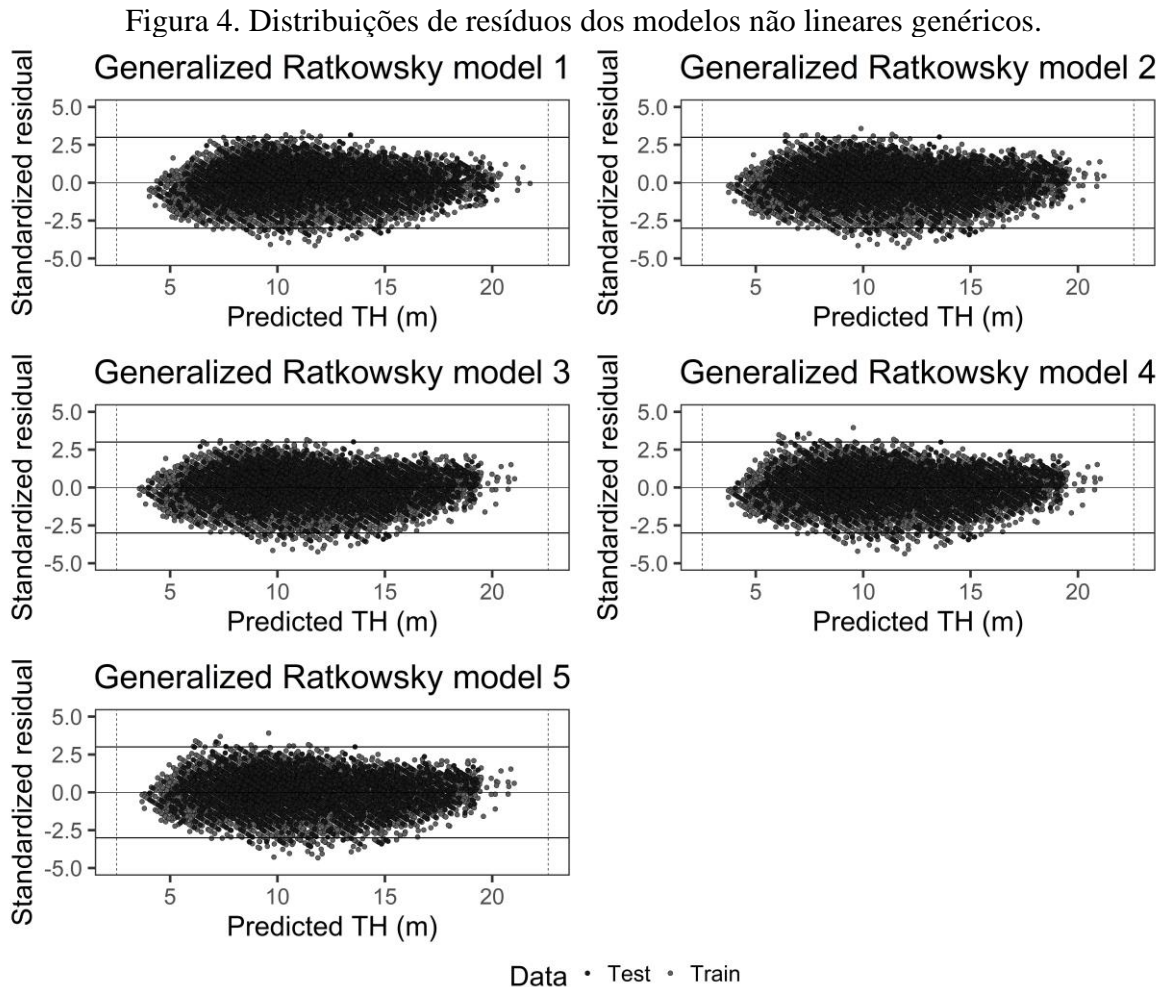 Figura 4. Distribuições de resíduos dos modelos não lineares genéricos.
Generalized Ratkowsky model 1
Standardized residual
5.0
2.5
0.0
-2.5
-5.0
5 10 15 20
Predicted TH (m)
Generalized Ratkowsky model 2
Standardized residual
5.0
2.5
0.0
-2.5
-5.0
5 10 15 20
Predicted TH (m)
Generalized Ratkowsky model 3
Standardized residual
5.0
2.5
0.0
-2.5
-5.0
5 10 15 20
Predicted TH (m)
Generalized Ratkowsky model 4
Standardized residual
5.0
2.5
0.0
-2.5
-5.0
5 10 15 20
Predicted TH (m)
Generalized Ratkowsky model 5
Standardized residual
5.0
2.5
0.0
-2.5
-5.0
5 10 15 20
Predicted TH (m)
Data • Test • Train